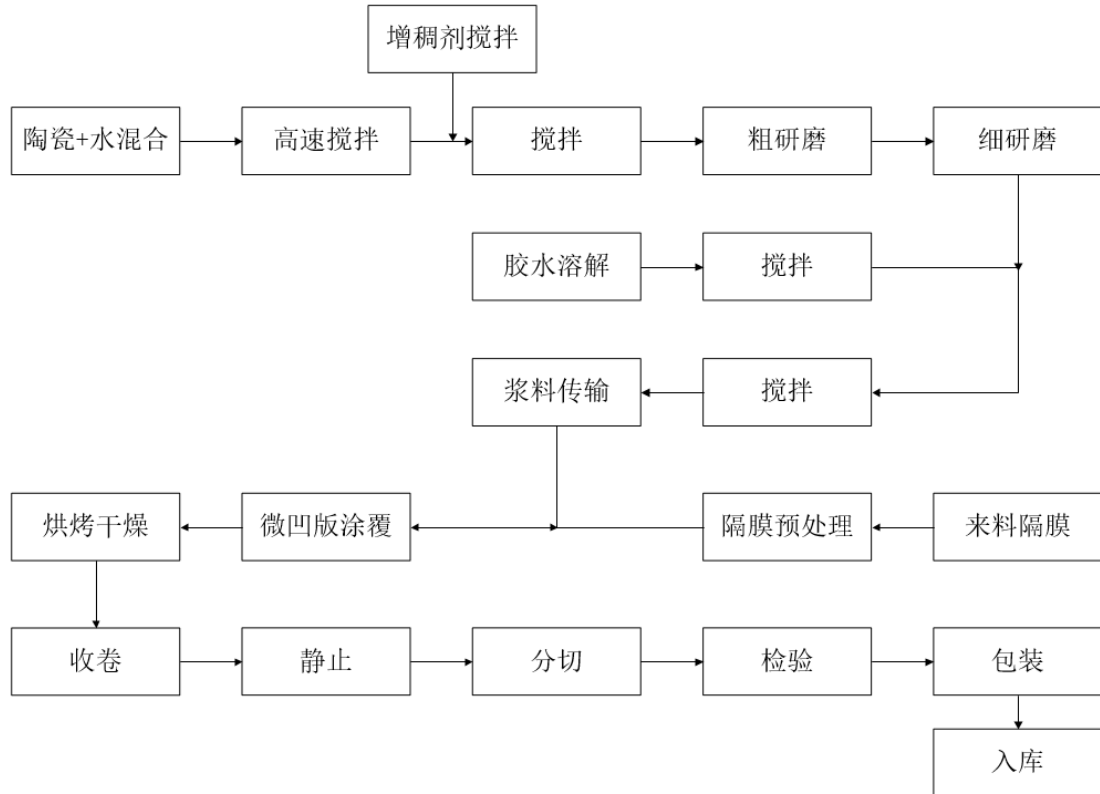 增稠剂搅拌
陶瓷+水混合
高速搅拌
搅拌
粗研磨
细研磨
胶水溶解
搅拌
浆料传输
搅拌
烘烤干燥
微凹版涂覆
隔膜预处理
来料隔膜
收卷
静止
分切
检验
包装
入库